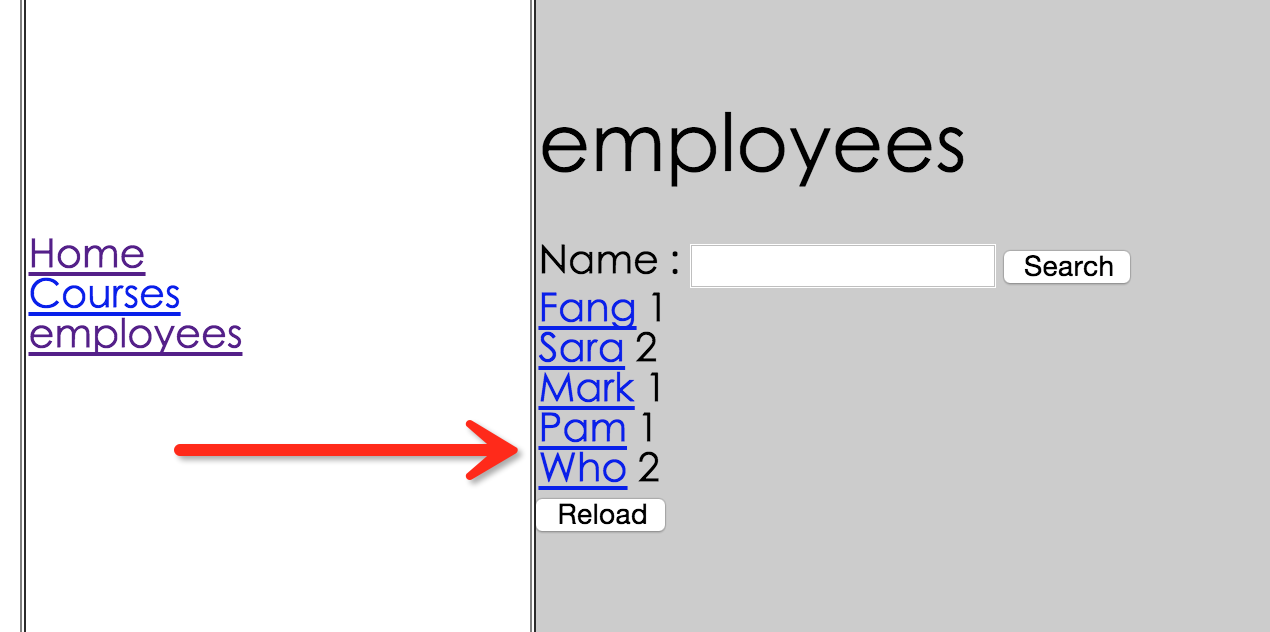 Home
Courses
employees
employees
Name : Search
Fang 1
Sara 2
Mark 1
Pam 1
Who 2
Reload